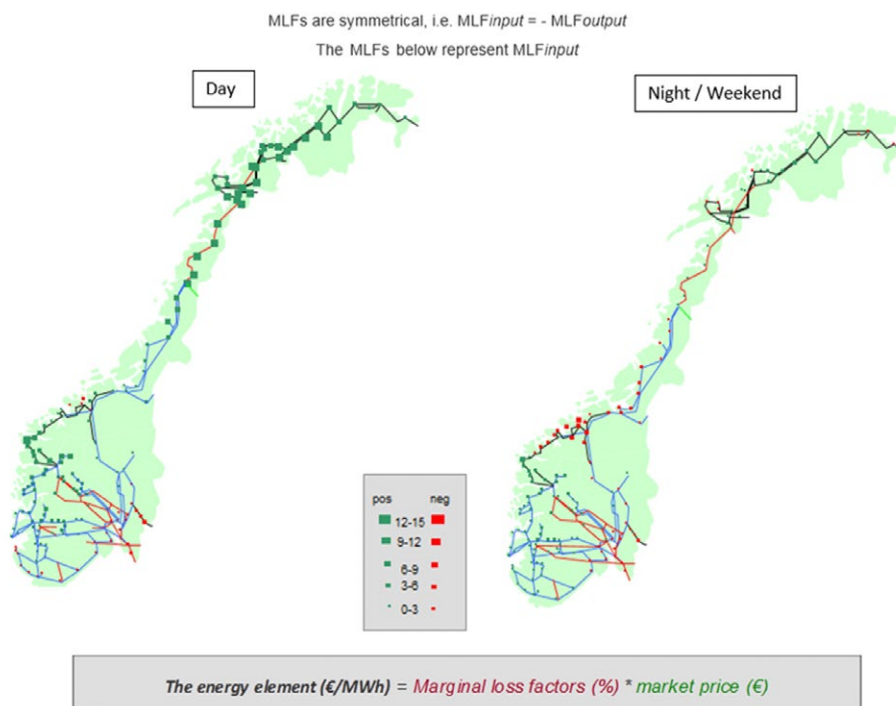 MLFs are symmetrical, i.e. MLFinput = - MLFoutput
The MLFs below represent MLFinput
Day
Night / Weekend
pos neg
12-15
9-12
6-9
3-6
0-3
The energy element (€/MWh) = Marginal loss factors (%) * market price (€)